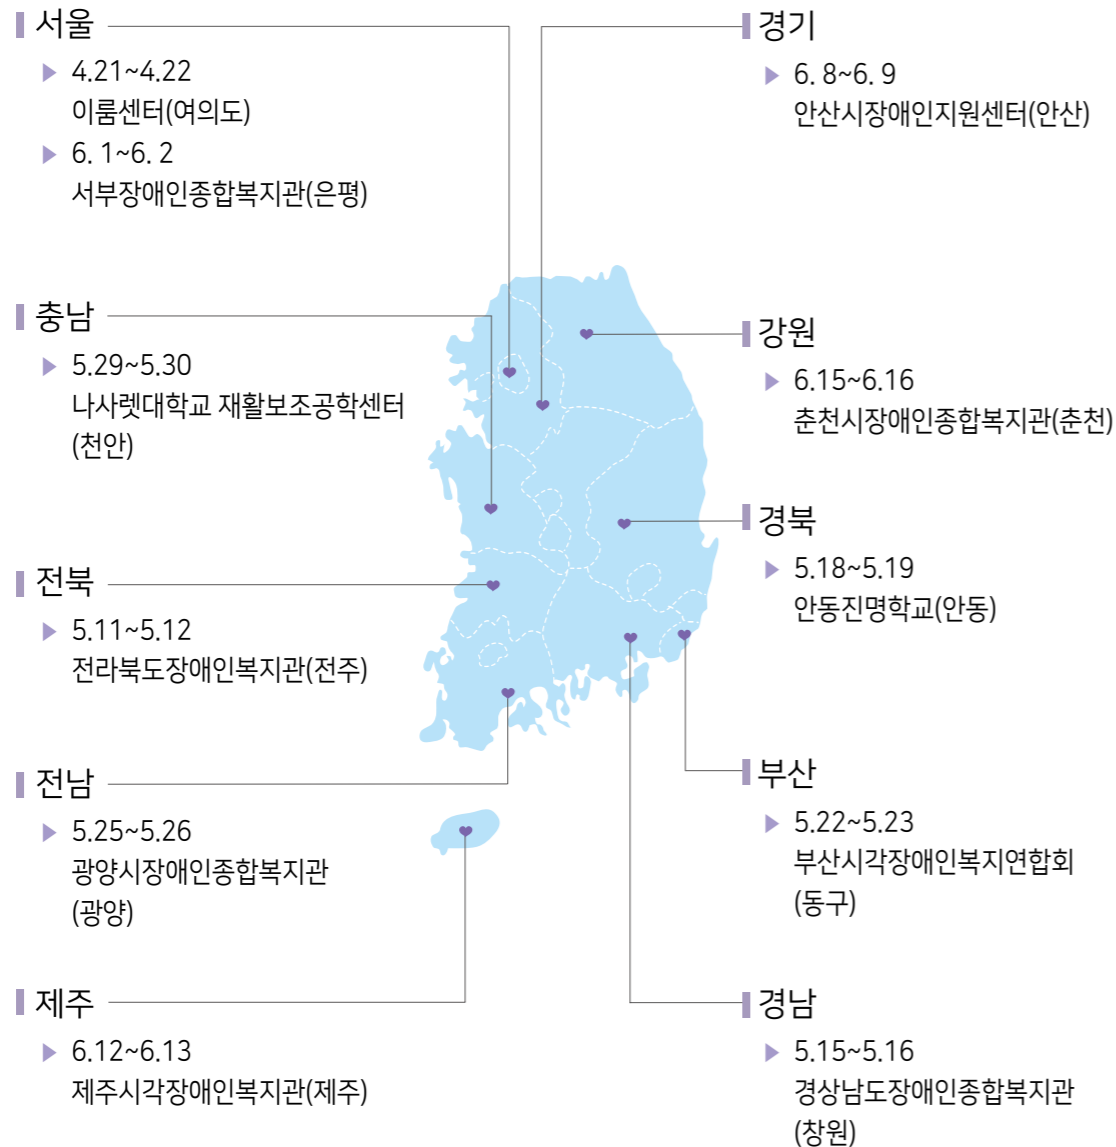 서울
▶ 4.21~4.22
이룸센터(여의도)
▶ 6. 1~6. 2
서부장애인종합복지관(은평)
충남
▶ 5.29~5.30
나사렛대학교 재활보조공학센터
(천안)
전북
▶ 5.11~5.12
전라북도장애인복지관(전주)
전남
▶ 5.25~5.26
광양시장애인종합복지관
(광양)
제주
▶ 6.12~6.13
제주시각장애인복지관(제주)
경기
▶ 6. 8~6. 9
안산시장애인지원센터(안산)
강원
▶ 6.15~6.16
춘천시장애인종합복지관(춘천)
경북
▶ 5.18~5.19
안동진명학교(안동)
부산
▶ 5.22~5.23
부산시각장애인복지연합회
(동구)
경남
▶ 5.15~5.16
경상남도장애인종합복지관
(창원)